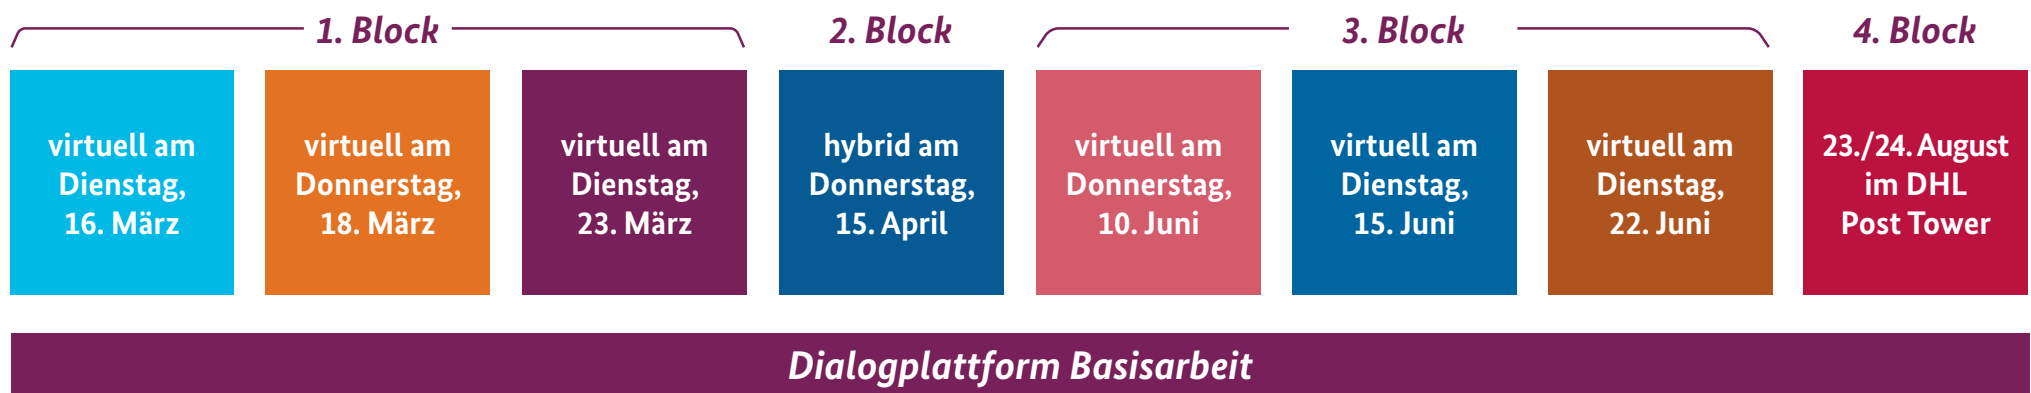 1. Block
2. Block
3. Block
4. Block
virtuell am
Dienstag,
16. März
virtuell am
Donnerstag,
18. März
virtuell am
Dienstag,
23. März
hybrid am
Donnerstag,
15. April
virtuell am
Donnerstag,
10. Juni
virtuell am
Dienstag,
15. Juni
virtuell am
Dienstag,
22. Juni
23./24. August
im DHL
Post Tower
Dialogplattform Basisarbeit